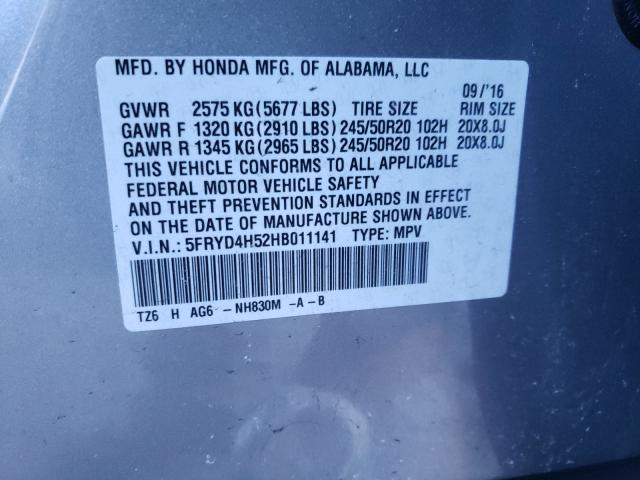 MFD. BY HONDA MFG. OF ALABAMA, LLC
09/'16
GVWR 2575 KG(5677 LBS) TIRE SIZE RIM SIZE
GAWR F 1320 KG(2910 LBS)245/50R20 102H 20X8.0J
GAWR R 1345 KG(2965 LBS)245/50R20 102H 20X8.0J
THIS VEHICLE CONFORMS TO ALL APPLICABLE
FEDERAL MOTOR VEHICLE SAFETY
AND THEFT PREVENTION STANDARDS IN EFFECT
ON THE DATE OF MANUFACTURE SHOWN ABOVE.
V.I.N.: 5FRYD4H52HB011141 TYPE: MPV
TZ6 H AG6 -NH830M -A-B